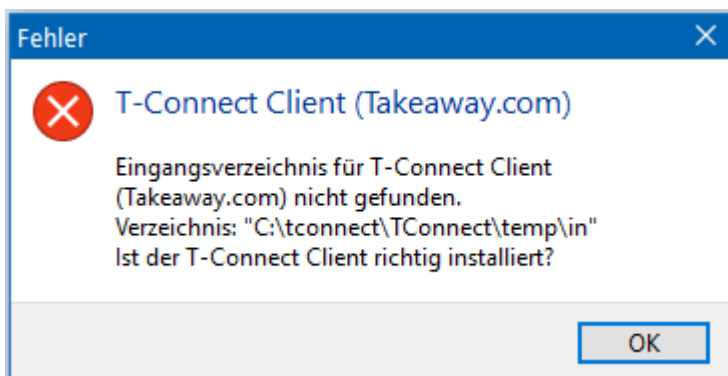 Fehler
T-Connect Client (Takeaway.com)
Eingangsverzeichnis für T-Connect Client
(Takeaway.com) nicht gefunden.
Verzeichnis: "C:\tconnect\TConnect\temp\in"
Ist der T-Connect Client richtig installiert?
OK